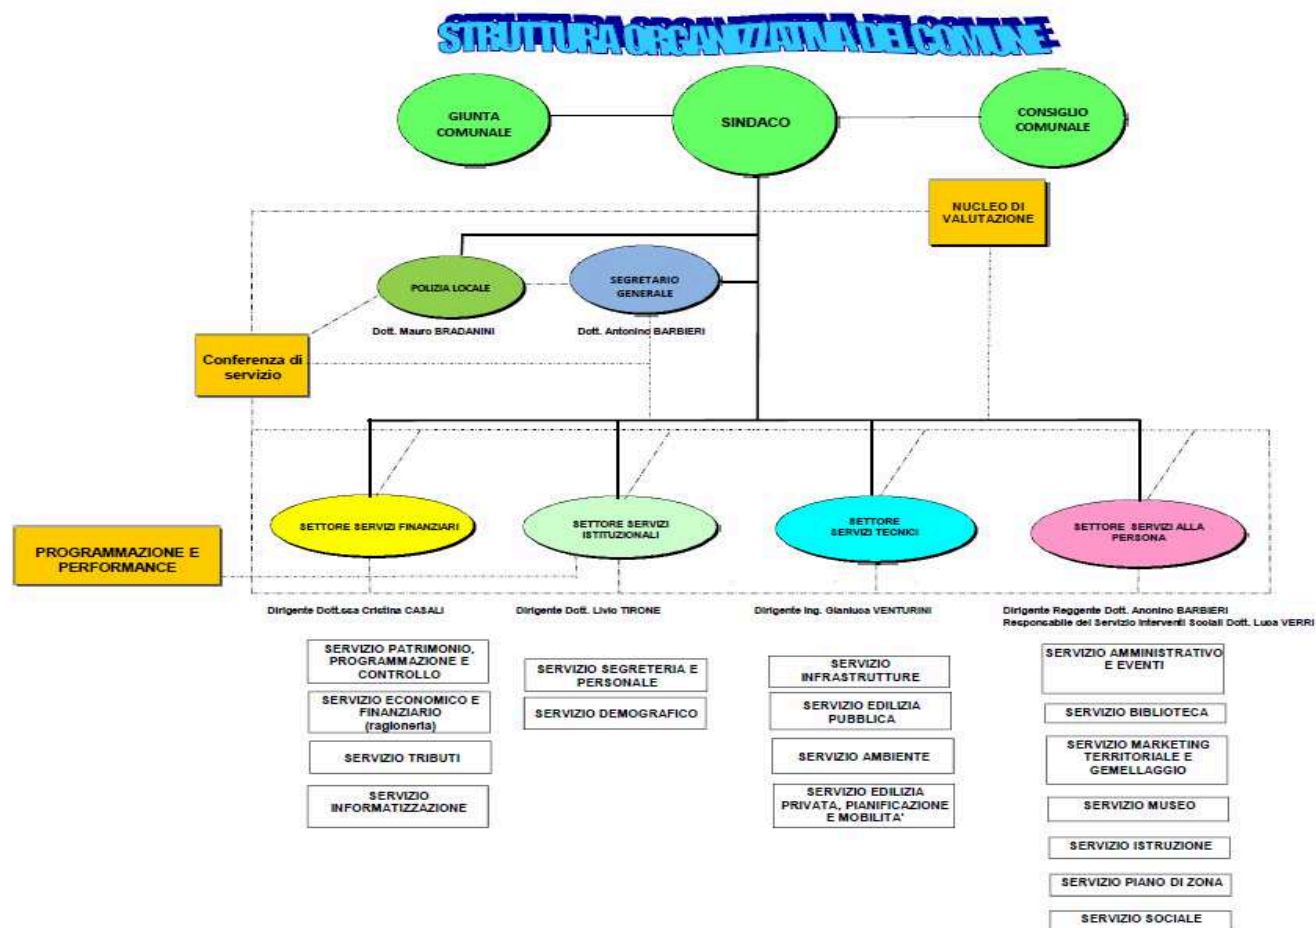 STRUTTURA ORGANIZZATIVA DEL COMUNE
GIUNTA
COMUNALE
SINDACO
CONSIGLIO
COMUNALE
NUCLEO DI
VALUTAZIONE
POLIZIA LOCALE
SEGRETARIO
GENERALE
Dott. Mauro BRADANINI
Dott. Antonino BARBIERI
Conferenza di
servizio
SETTORE SERVIZI FINANZIARI
SETTORE SERVIZI
ISTITUZIONALI
SETTORE
SERVIZI TECNICI
SETTORE SERVIZI ALLA
PERSONA
PROGRAMMAZIONE E
PERFORMANCE
Dirigente Dott.ssa Cristina CASALI
Dirigente Dott. Livio TIRONE
Dirigente Ing. Gianluca VENTURINI
Dirigente Reggente Dott. Anonino BARBIERI
Responsabile del Servizio Interventi Sociali Dott. Luca VERRI
SERVIZIO PATRIMONIO,
PROGRAMMAZIONE E
CONTROLLO
SERVIZIO ECONOMICO E
FINANZIARIO
(ragioneria)
SERVIZIO TRIBUTI
SERVIZIO
INFORMATIZZAZIONE
SERVIZIO SEGRETERIA E
PERSONALE
SERVIZIO DEMOGRAFICO
SERVIZIO
INFRASTRUTTURE
SERVIZIO EDILIZIA
PUBBLICA
SERVIZIO AMBIENTE
SERVIZIO EDILIZIA
PRIVATA, PIANIFICAZIONE
E MOBILITA'
SERVIZIO AMMINISTRATIVO
E EVENTI
SERVIZIO BIBLIOTECA
SERVIZIO MARKETING
TERRITORIALE E
GEMELLAGGIO
SERVIZIO MUSEO
SERVIZIO ISTRUZIONE
SERVIZIO PIANO DI ZONA
SERVIZIO SOCIALE